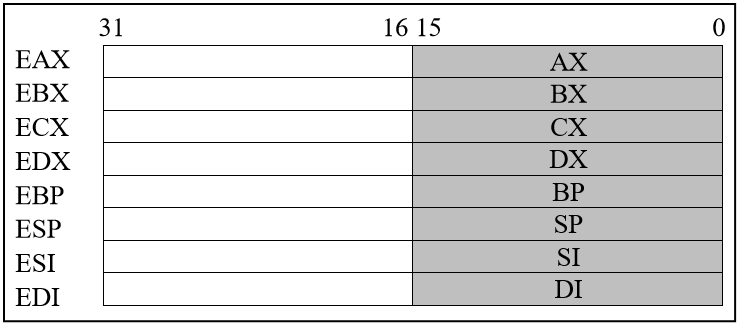 31 16 15 0
EAX AX
EBX BX
ECX CX
EDX DX
EBP BP
ESP SP
ESI SI
EDI DI